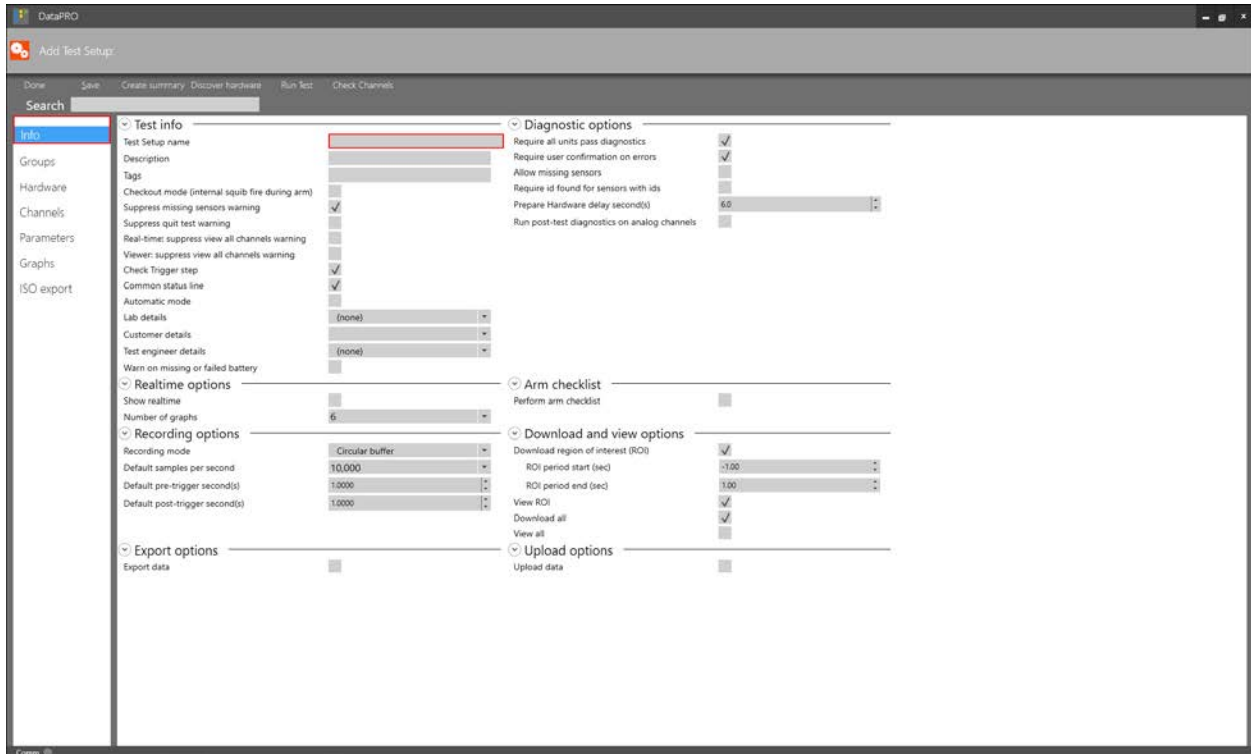 DataPRO
Add Test Setup:
Done Save Create summary Discover hardware Run Test Check Channels
Search
Info
Groups
Hardware
Channels
Parameters
Graphs
ISO export
Test info
Test Setup name
Description
Tags
Checkout mode (internal squib fire during arm)
Suppress missing sensors warning
Suppress quit test warning
Real-time: suppress view all channels warning
Viewer: suppress view all channels warning
Check Trigger step
Common status line
Automatic mode
Lab details (none)
Customer details
Test engineer details (none)
Warn on missing or failed battery
Diagnostic options
Require all units pass diagnostics
Require user confirmation on errors
Allow missing sensors
Require id found for sensors with ids
Prepare Hardware delay second(s) 6.0
Run post-test diagnostics on analog channels
Realtime options
Show realtime
Number of graphs 6
Arm checklist
Perform arm checklist
Recording options
Recording mode Circular buffer
Default samples per second 10,000
Default pre-trigger second(s) 1.0000
Default post-trigger second(s) 1.0000
Download and view options
Download region of interest (ROI)
ROI period start (sec) -1.00
ROI period end (sec) 1.00
View ROI
Download all
View all
Export options
Export data
Upload options
Upload data
Comm